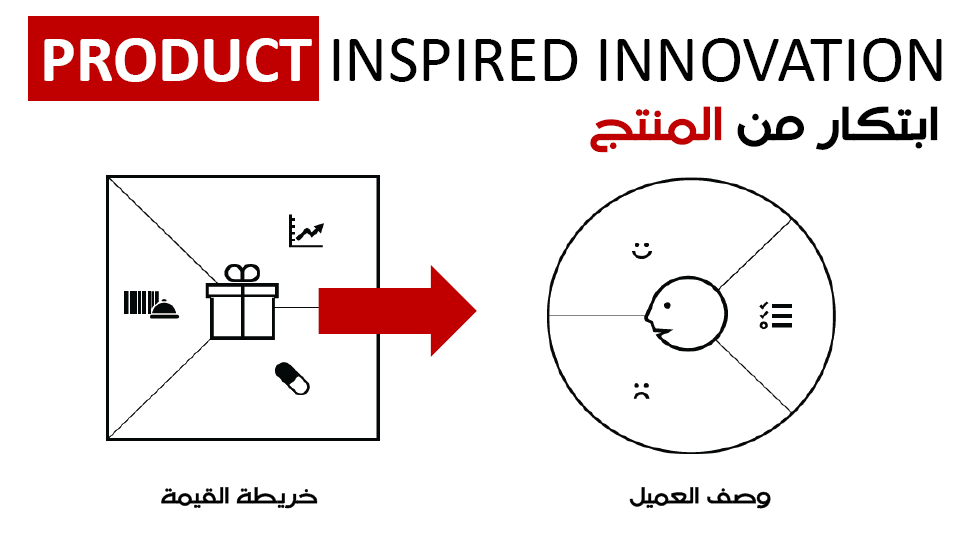 PRODUCT INSPIRED INNOVATION
ابتكار من المنتج
خريطة القيمة
وصف العميل